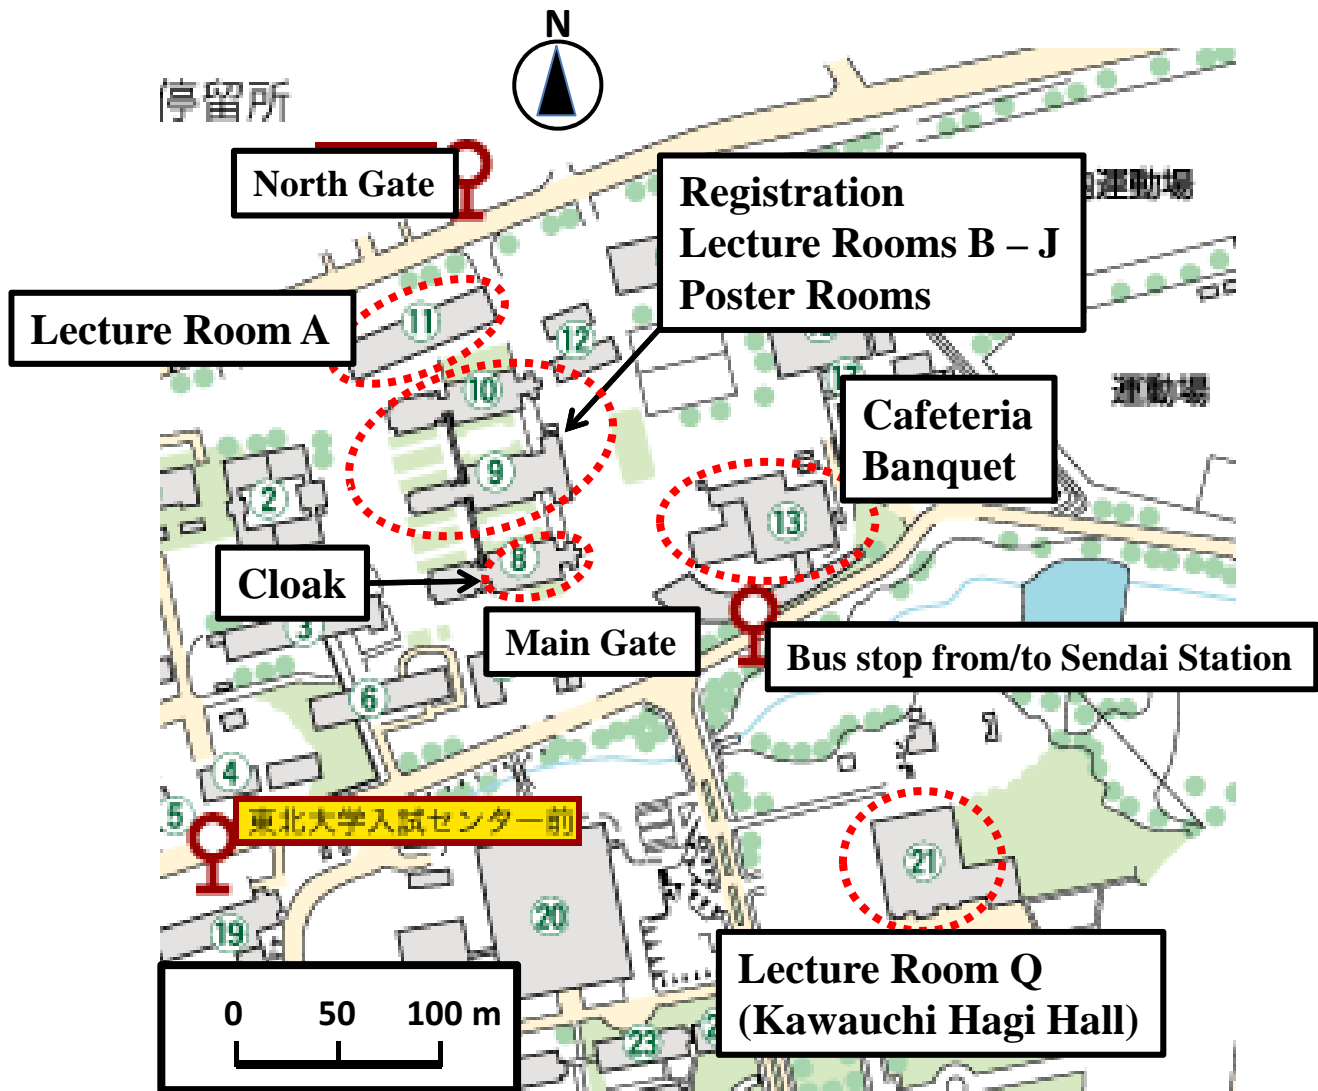 N
停留所
North Gate
Registration
Lecture Rooms B – J
Poster Rooms
運動場
Lecture Room A
11
12
10
運動場
Cafeteria
Banquet
9
2
13
8
Cloak
3
Main Gate
Bus stop from/to Sendai Station
6
4
5
東北大学入試センター前
21
20
19
Lecture Room Q
(Kawauchi Hagi Hall)
0 50 100 m
23